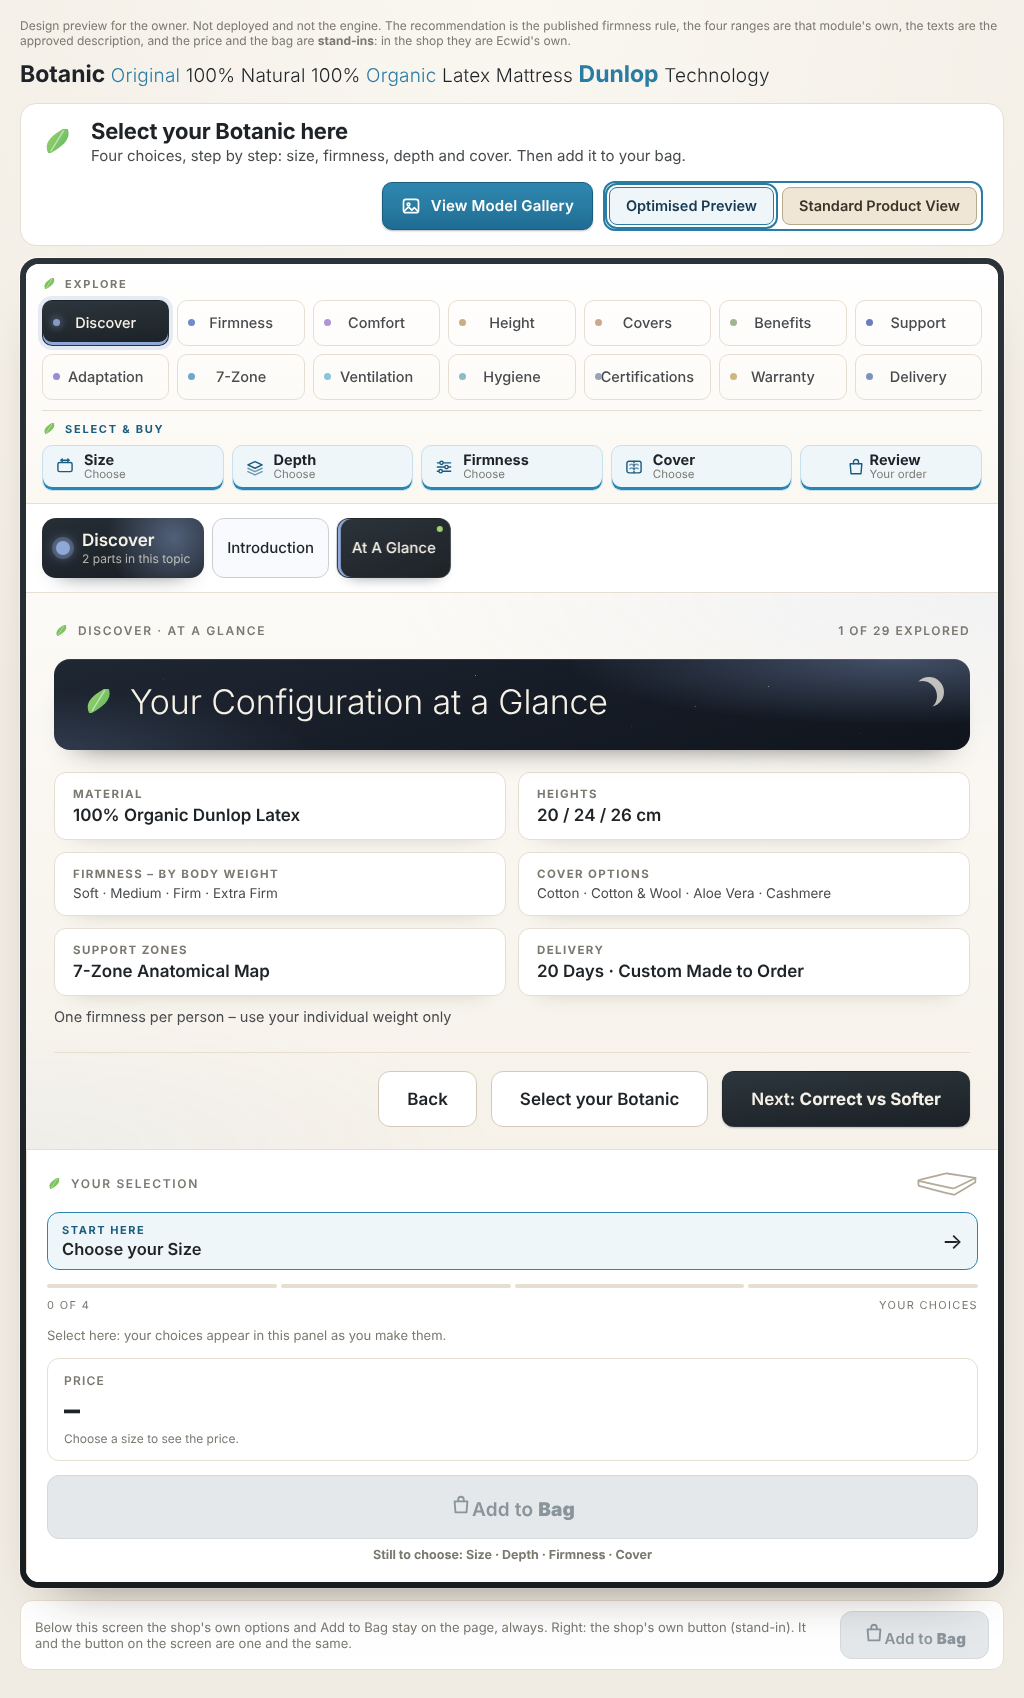 Design preview for the owner. Not deployed and not the engine. The recommendation is the published firmness rule, the four ranges are that module's own, the texts are the
approved description, and the price and the bag are stand-ins: in the shop they are Ecwid's own.
Botanic Original 100% Natural 100% Organic Latex Mattress Dunlop Technology
Select your Botanic here
Four choices, step by step: size, firmness, depth and cover. Then add it to your bag.
View Model Gallery
Optimised Preview
Standard Product View
EXPLORE
Discover
Firmness
Comfort
Height
Covers
Benefits
Support
Adaptation
7-Zone
Ventilation
Hygiene
Certifications
Warranty
Delivery
SELECT & BUY
Size
Choose
Depth
Choose
Firmness
Choose
Cover
Choose
Review
Your order
Discover
2 parts in this topic
Introduction
At A Glance
DISCOVER · AT A GLANCE
1 OF 29 EXPLORED
Your Configuration at a Glance
MATERIAL
100% Organic Dunlop Latex
HEIGHTS
20 / 24 / 26 cm
FIRMNESS – BY BODY WEIGHT
Soft · Medium · Firm · Extra Firm
COVER OPTIONS
Cotton · Cotton & Wool · Aloe Vera · Cashmere
SUPPORT ZONES
7-Zone Anatomical Map
DELIVERY
20 Days · Custom Made to Order
One firmness per person – use your individual weight only
Back
Select your Botanic
Next: Correct vs Softer
YOUR SELECTION
START HERE
Choose your Size
0 OF 4
YOUR CHOICES
Select here: your choices appear in this panel as you make them.
PRICE
–
Choose a size to see the price.
Add to Bag
Still to choose: Size · Depth · Firmness · Cover
Below this screen the shop's own options and Add to Bag stay on the page, always. Right: the shop's own button (stand-in). It
and the button on the screen are one and the same.
Add to Bag